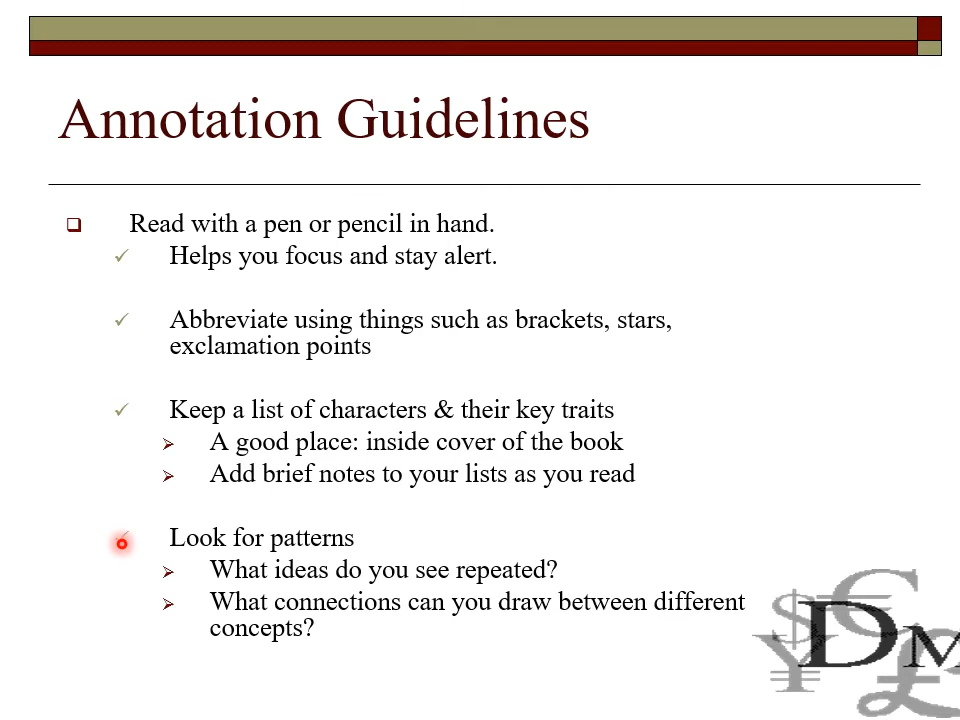 Annotation Guidelines
Read with a pen or pencil in hand.
Helps you focus and stay alert.
Abbreviate using things such as brackets, stars,
exclamation points
Keep a list of characters & their key traits
A good place: inside cover of the book
Add brief notes to your lists as you read
Look for patterns
What ideas do you see repeated?
What connections can you draw between different
concepts?
$ € ¥ DM £